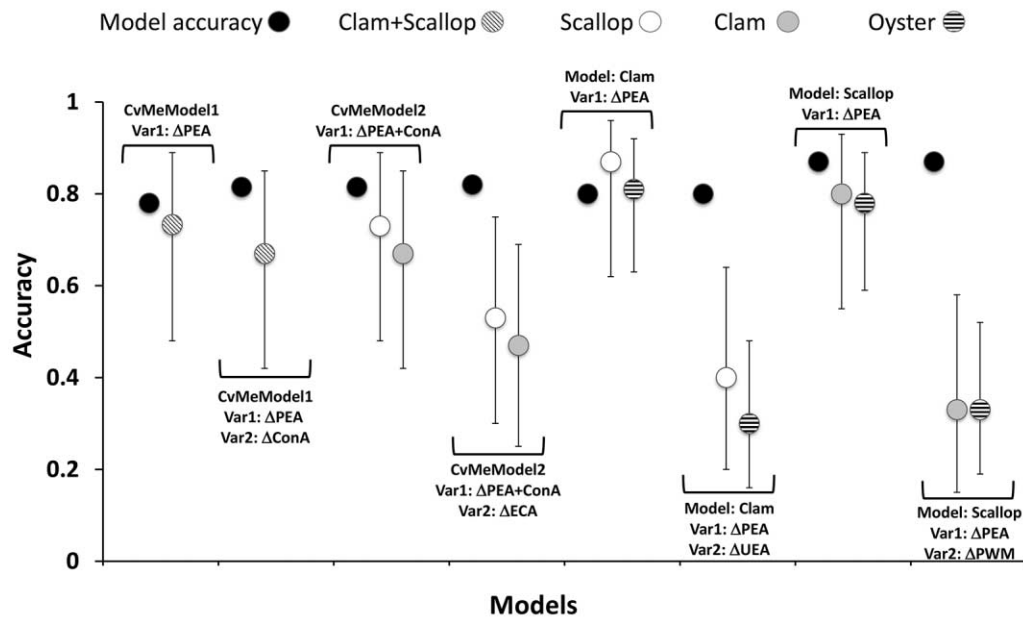 Model accuracy Clam+Scallop Scallop Clam Oyster
Accuracy
1
0.8
0.6
0.4
0.2
0
CvMeModel1
Var1: ΔPEA
CvMeModel1
Var1: ΔPEA
Var2: ΔConA
CvMeModel2
Var1: ΔPEA+ConA
CvMeModel2
Var1: ΔPEA+ConA
Var2: ΔECA
Model: Clam
Var1: ΔPEA
Model: Clam
Var1: ΔPEA
Var2: ΔUEA
Model: Scallop
Var1: ΔPEA
Model: Scallop
Var1: ΔPEA
Var2: ΔPWM
Models